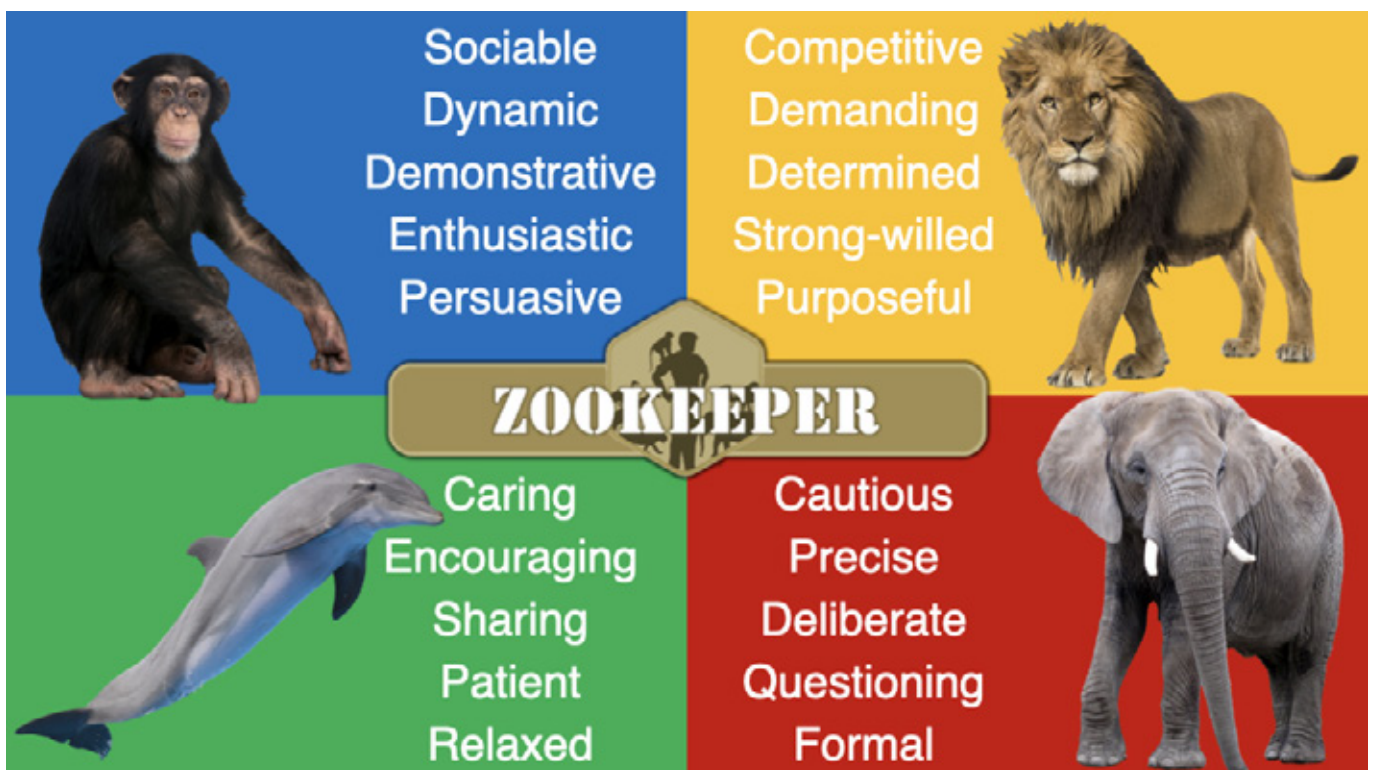 Sociable
Dynamic
Demonstrative
Enthusiastic
Persuasive
Competitive
Demanding
Determined
Strong-willed
Purposeful
ZOOKEEPER
Caring
Encouraging
Sharing
Patient
Relaxed
Cautious
Precise
Deliberate
Questioning
Formal